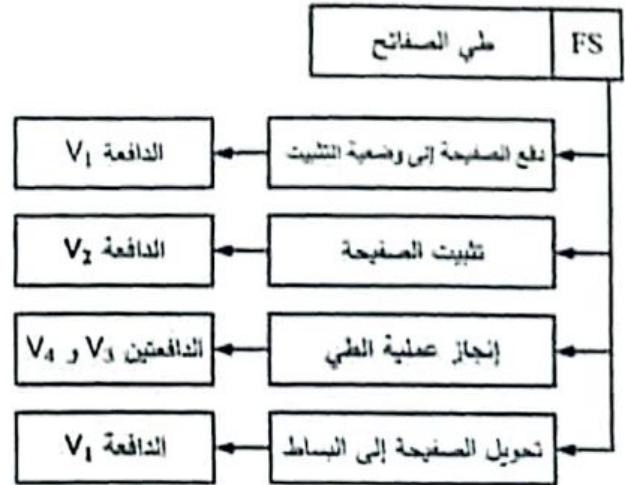 طي الصفائح FS
دفع الصفيحة إلى وضعية التثبيت الدافعة V₁
تثبيت الصفيحة الدافعة V₂
إنجاز عملية الطي الدافعتين V₃ و V₄
تحويل الصفيحة إلى البساط الدافعة V₁